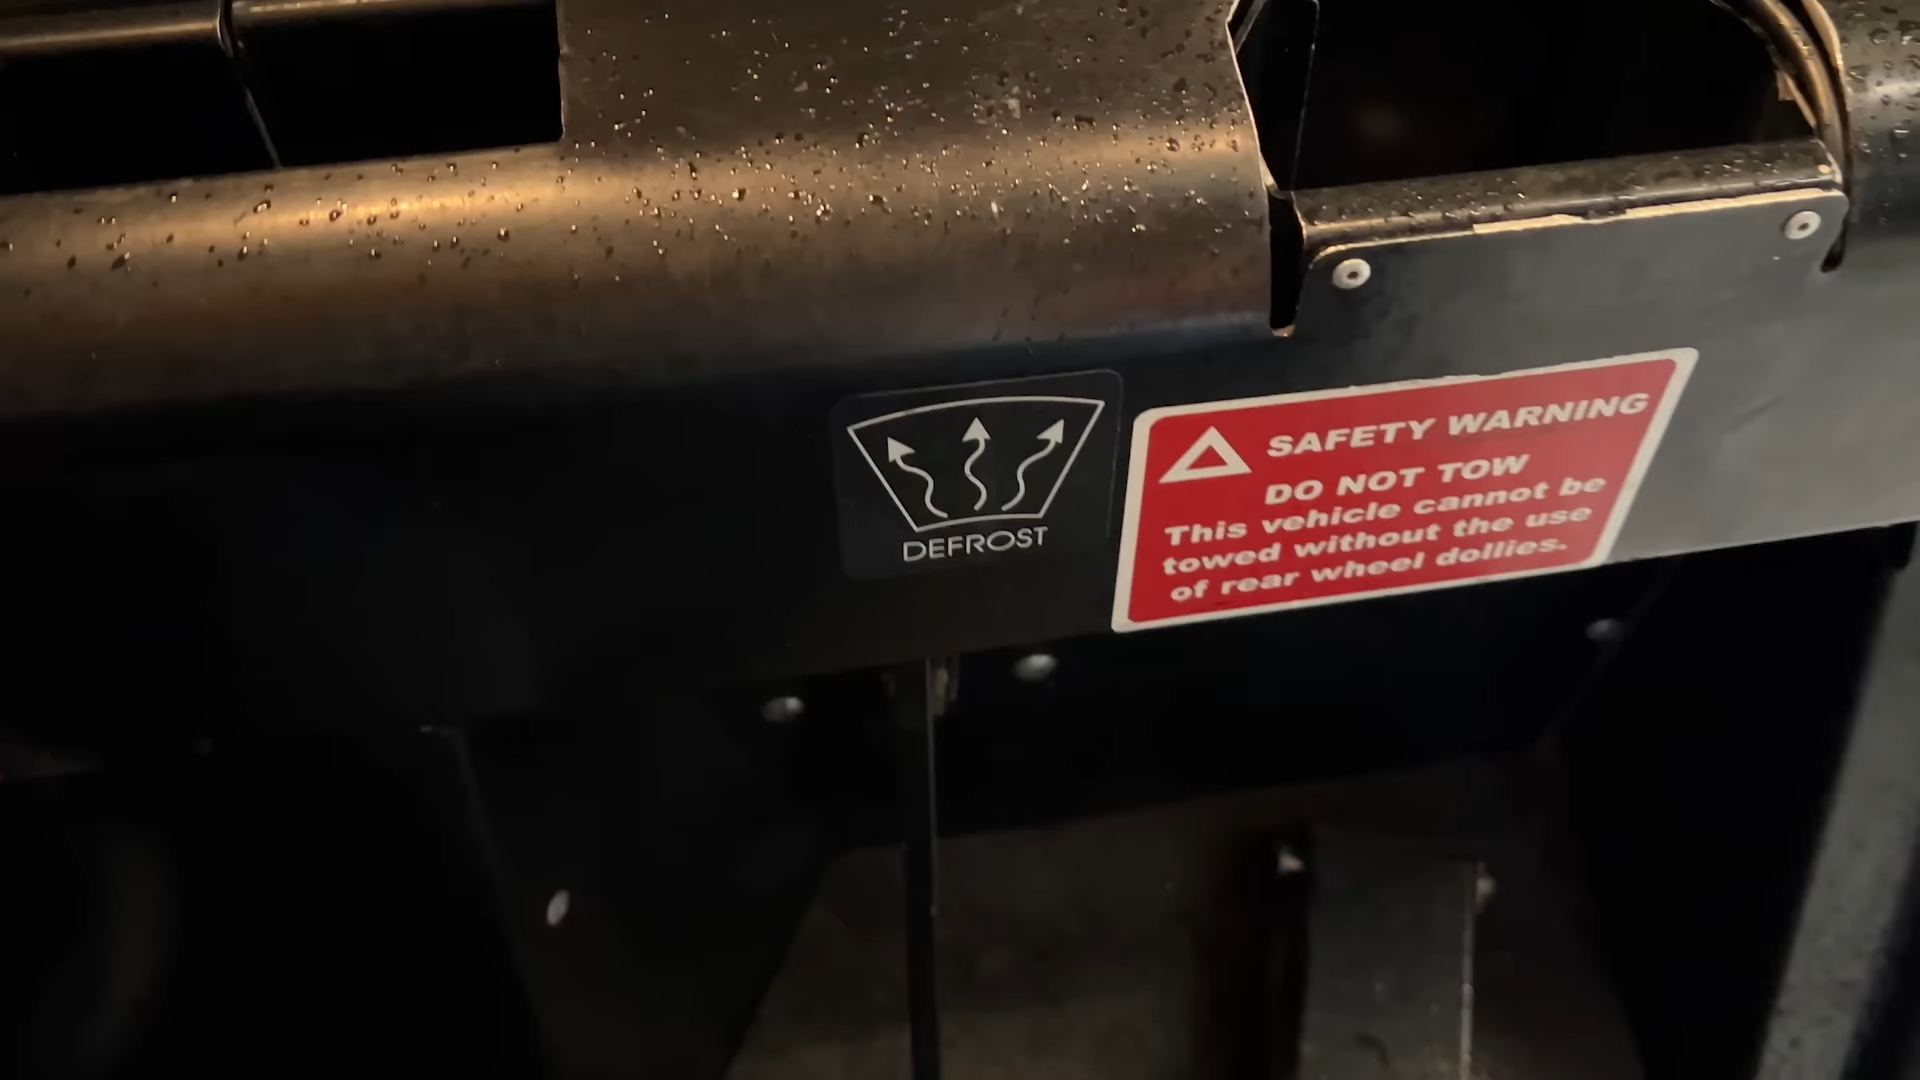 DEFROST
SAFETY WARNING
DO NOT TOW
This vehicle cannot be
towed without the use
of rear wheel dollies.